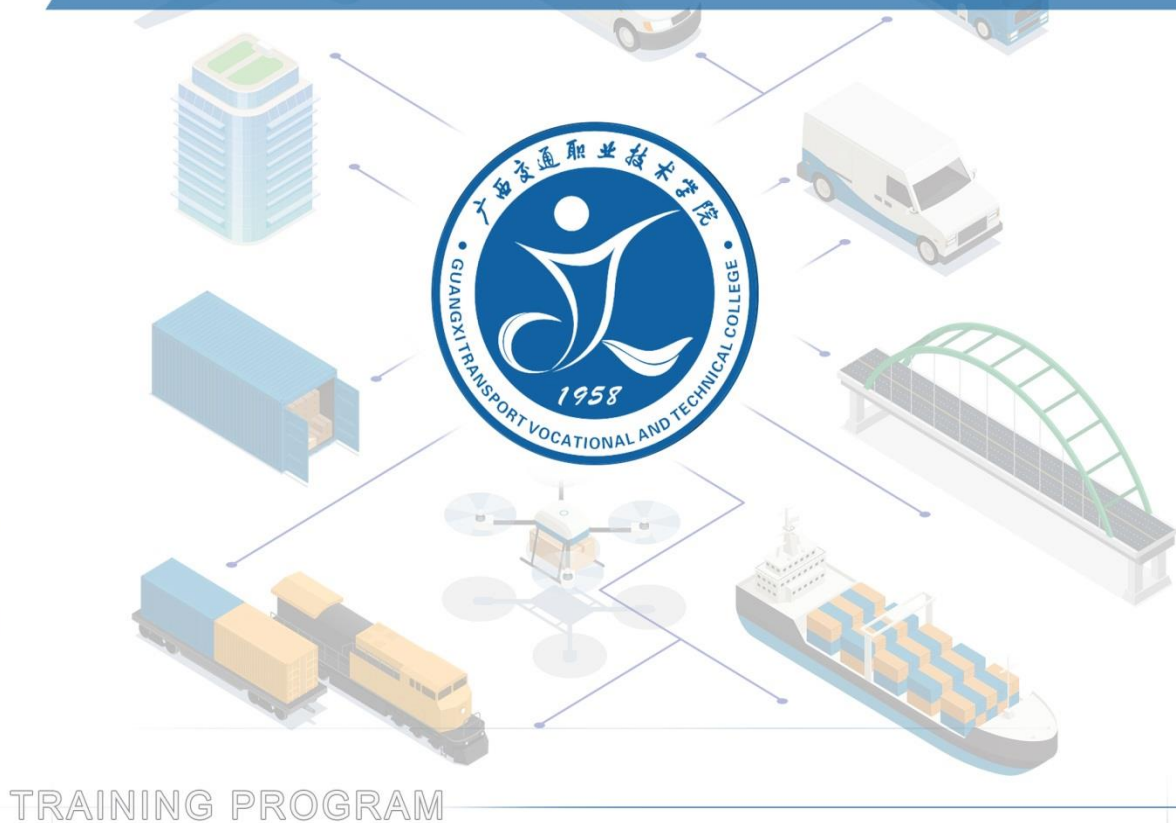 广西交通职业技术学院
GUANGXI TRANSPORT VOCATIONAL AND TECHNICAL COLLEGE
1958
TRAINING PROGRAM